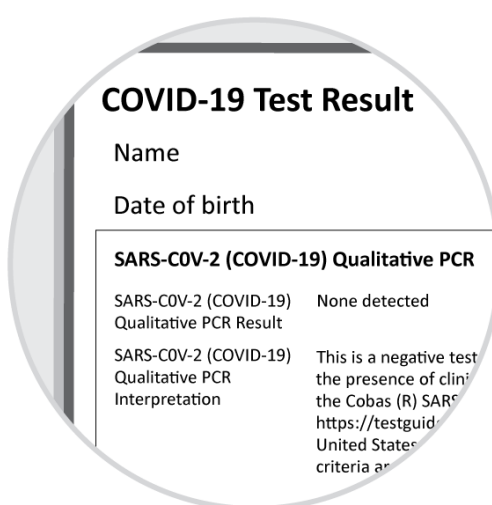 COVID-19 Test Result
Name
Date of birth
SARS-C0V-2 (COVID-19) Qualitative PCR
SARS-C0V-2 (COVID-19) None detected
Qualitative PCR Result
SARS-C0V-2 (COVID-19) This is a negative test
Qualitative PCR the presence of
Interpretation the Cobas (R)
United
criteria